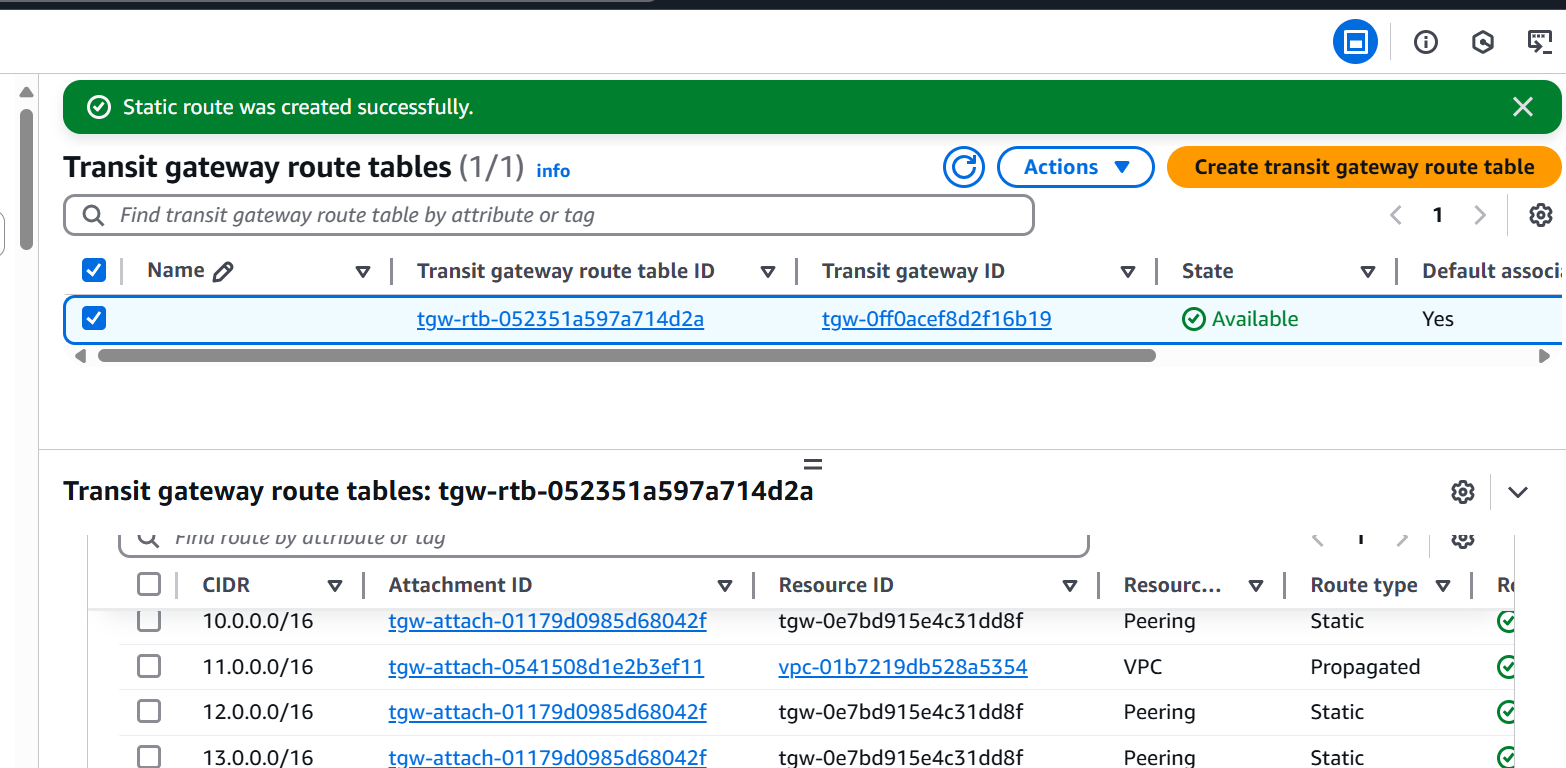 Static route was created successfully.
Transit gateway route tables (1/1) info
Actions
Create transit gateway route table
Find transit gateway route table by attribute or tag
1
Name Transit gateway route table ID Transit gateway ID State Default associ
tgw-rtb-052351a597a714d2a tgw-0ff0acef8d2f16b19 Available Yes
Transit gateway route tables: tgw-rtb-052351a597a714d2a
Find route by attribute or tag
1
CIDR Attachment ID Resource ID Resourc... Route type Re
10.0.0.0/16 tgw-attach-01179d0985d68042f tgw-0e7bd915e4c31dd8f Peering Static
11.0.0.0/16 tgw-attach-0541508d1e2b3ef11 vpc-01b7219db528a5354 VPC Propagated
12.0.0.0/16 tgw-attach-01179d0985d68042f tgw-0e7bd915e4c31dd8f Peering Static
13.0.0.0/16 tgw-attach-01179d0985d68042f tgw-0e7bd915e4c31dd8f Peering Static